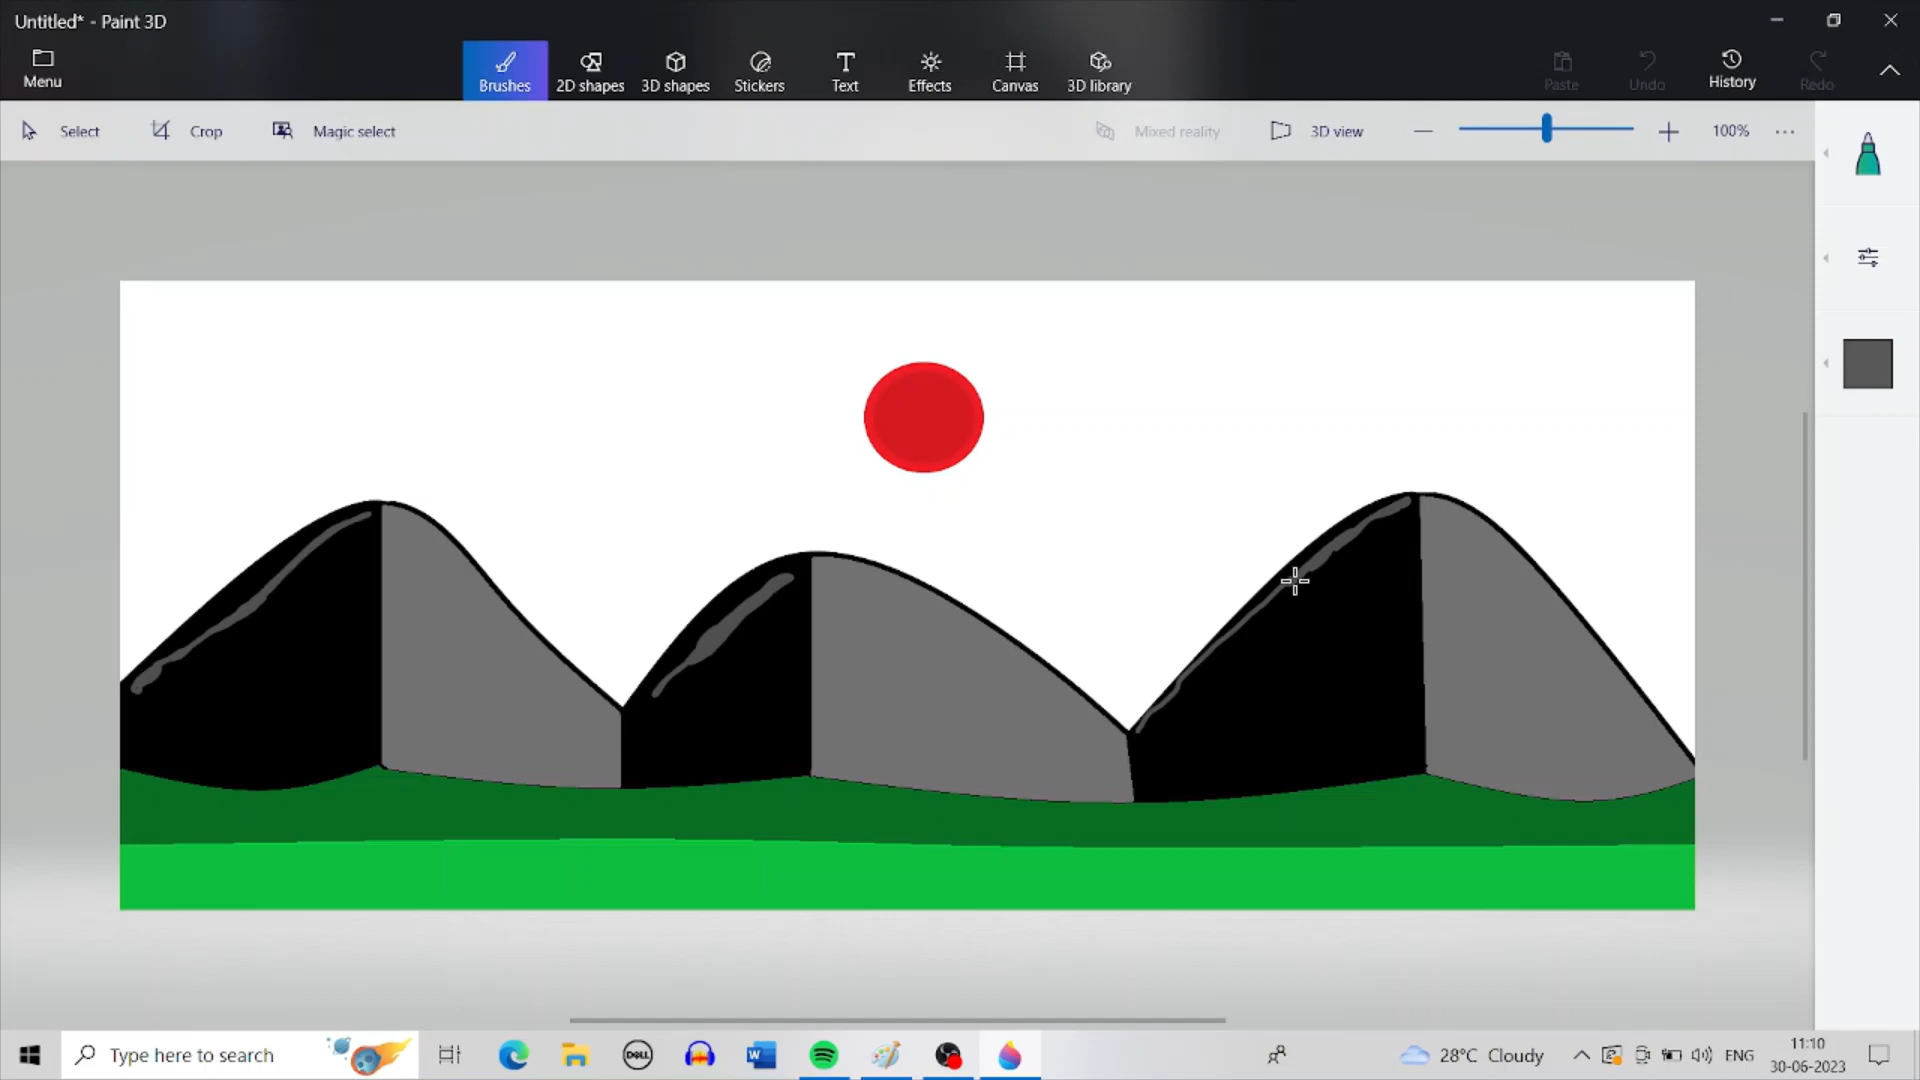 Untitled* - Paint 3D
Menu
Brushes
2D shapes
3D shapes
Stickers
Text
Effects
Canvas
3D library
Paste
Undo
History
Redo
Select
Crop
Magic select
Mixed reality
3D view
100%
Type here to search
DELL
W
28°C Cloudy
ENG
11:10
30-06-2023